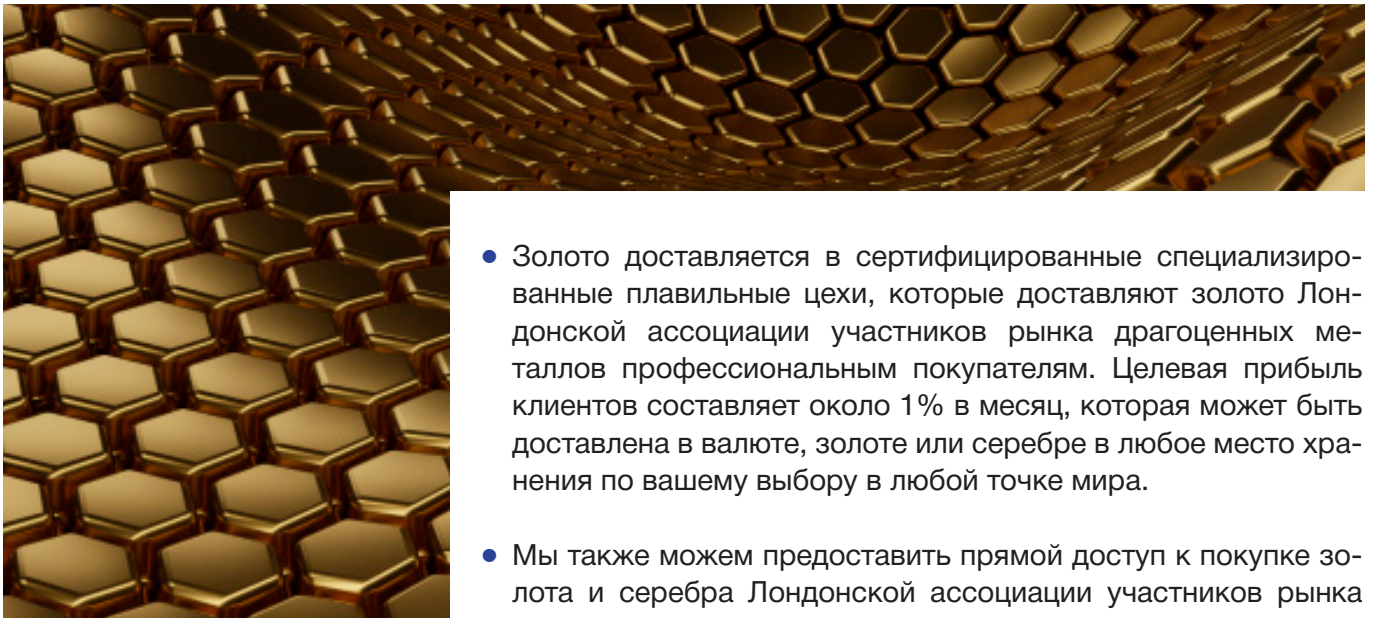 • Золото доставляется в сертифицированные специализиро-
ванные плавильные цехи, которые доставляют золото Лон-
донской ассоциации участников рынка драгоценных ме-
таллов профессиональным покупателям. Целевая прибыль
клиентов составляет около 1% в месяц, которая может быть
доставлена в валюте, золоте или серебре в любое место хра-
нения по вашему выбору в любой точке мира.
• Мы также можем предоставить прямой доступ к покупке зо-
лота и серебра Лондонской ассоциации участников рынка